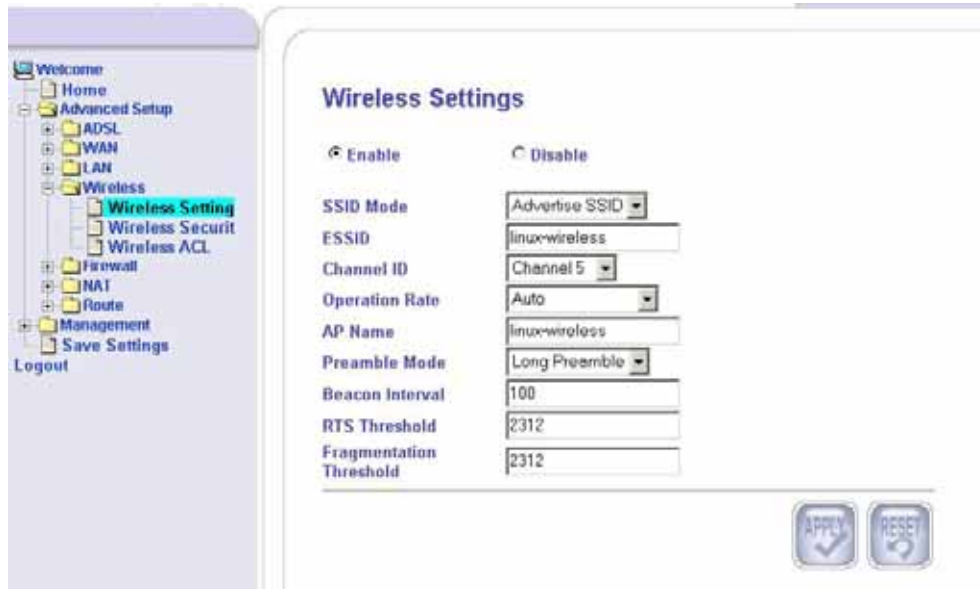 Welcome
Home
Advanced Setup
ADSL
WAN
LAN
Wireless
Wireless Setting
Wireless Securit
Wireless ACL
Firewall
NAT
Route
Management
Save Settings
Logout
Wireless Settings
Enable Disable
SSID Mode Advertise SSID
ESSID linux-wireless
Channel ID Channel 5
Operation Rate Auto
AP Name linux-wireless
Preamble Mode Long Preamble
Beacon Interval 100
RTS Threshold 2312
Fragmentation
Threshold 2312
APPLY RESET